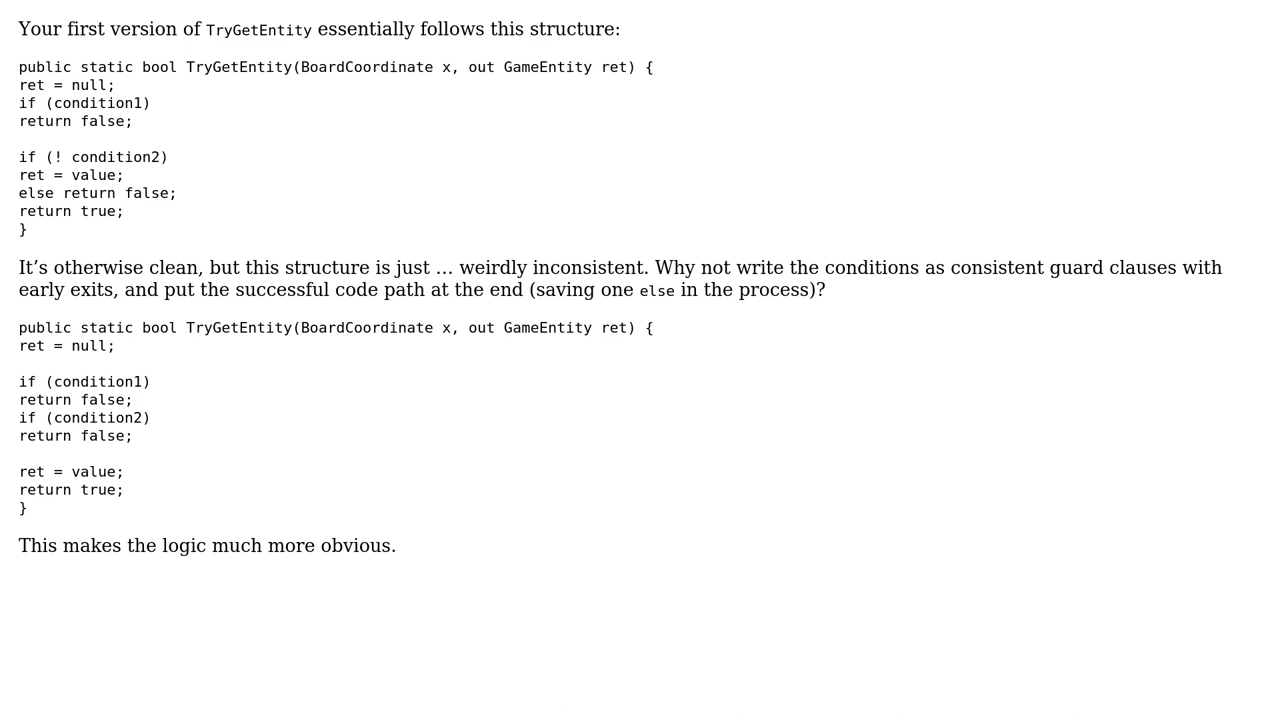 Your first version of TryGetEntity essentially follows this structure:
public static bool TryGetEntity(BoardCoordinate x, out GameEntity ret) {
ret = null;
if (condition1)
return false;
if (! condition2)
ret = value;
else return false;
return true;
}
It’s otherwise clean, but this structure is just … weirdly inconsistent. Why not write the conditions as consistent guard clauses with
early exits, and put the successful code path at the end (saving one else in the process)?
public static bool TryGetEntity(BoardCoordinate x, out GameEntity ret) {
ret = null;
if (condition1)
return false;
if (condition2)
return false;
ret = value;
return true;
}
This makes the logic much more obvious.